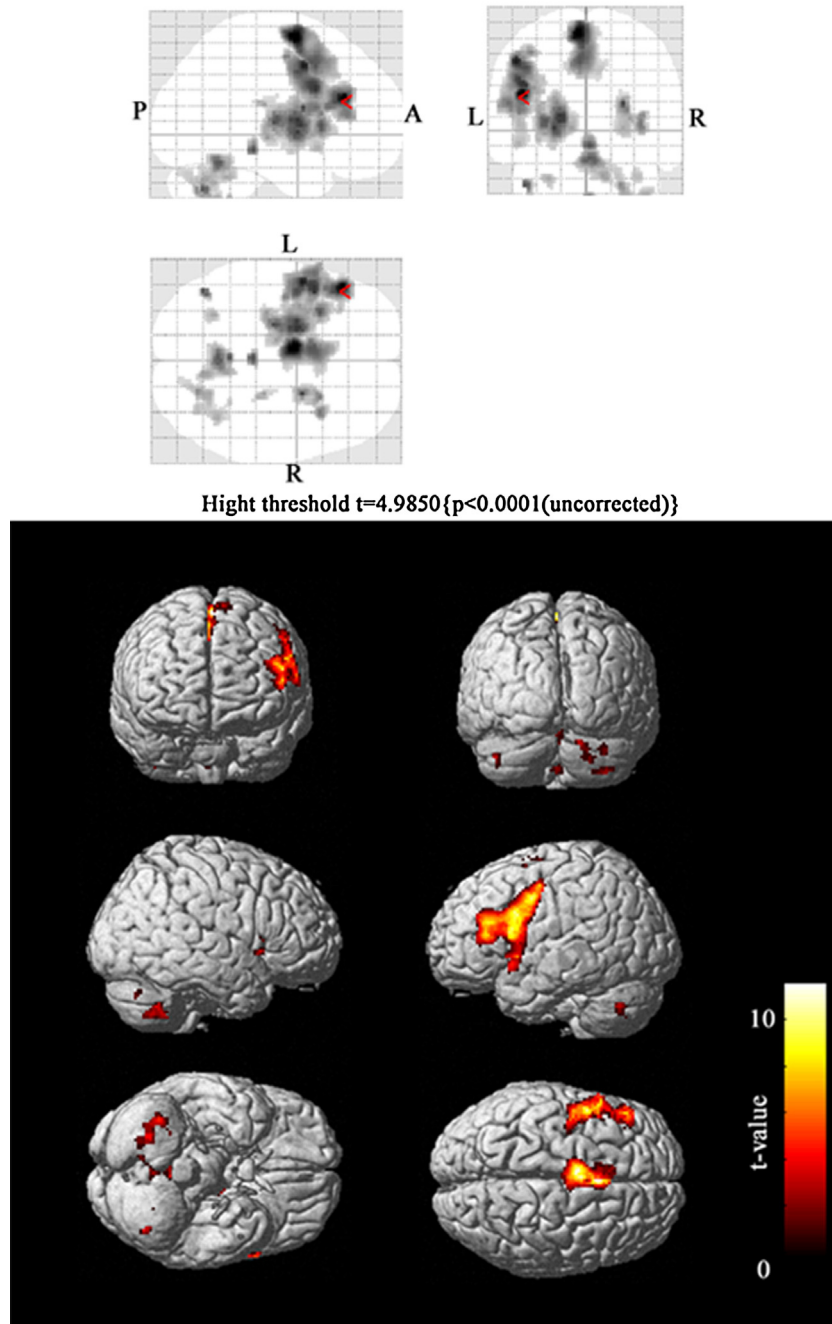 P
A
L
R
L
R
Hight threshold t=4.9850{p<0.0001(uncorrected)}
10
t-value
0